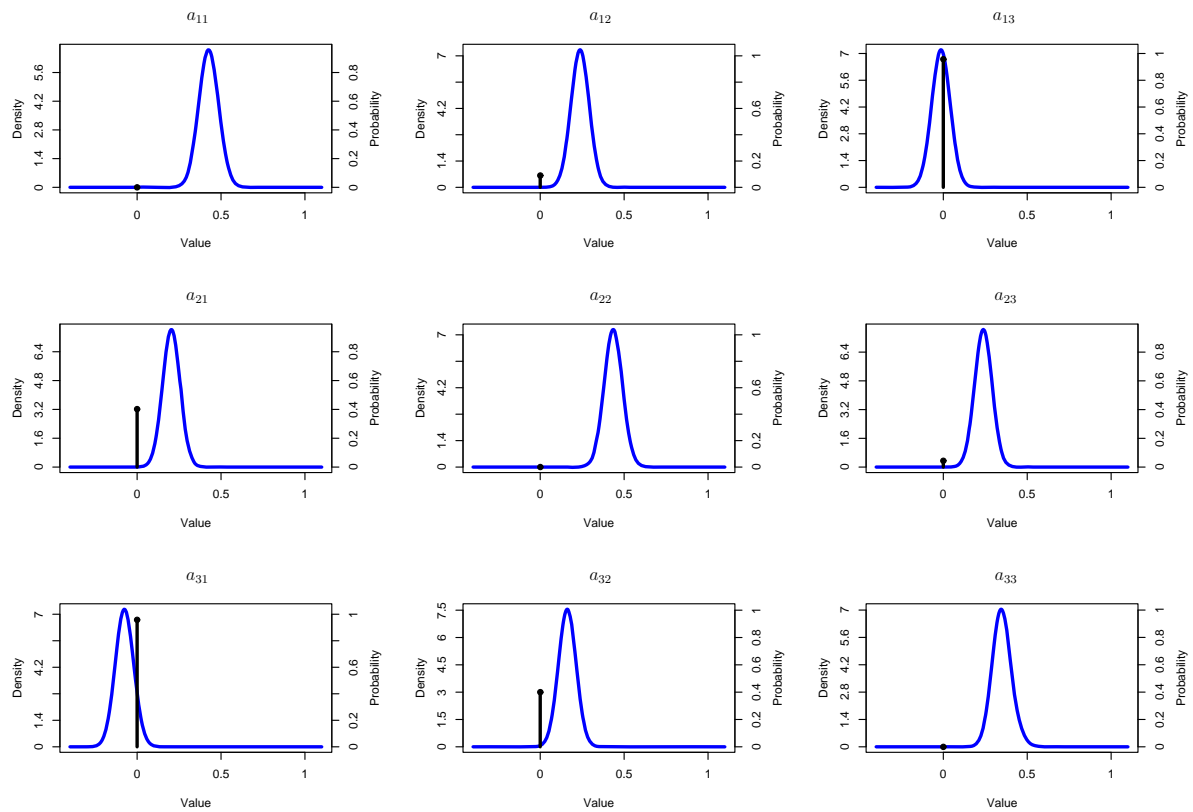 a11
Density
0 1.4 2.8 4.2 5.6
0 0.2 0.4 0.6 0.8
Probability
0 0.5 1
Value
a12
Density
0 1.4 4.2 7
0 0.2 0.6 1
Probability
0 0.5 1
Value
a13
Density
0 1.4 2.8 4.2 5.6 7
0 0.2 0.4 0.6 0.8 1
Probability
0 0.5 1
Value
a21
Density
0 1.6 3.2 4.8 6.4
0 0.2 0.4 0.6 0.8
Probability
0 0.5 1
Value
a22
Density
0 1.4 4.2 7
0 0.2 0.6 1
Probability
0 0.5 1
Value
a23
Density
0 1.6 3.2 4.8 6.4
0 0.2 0.4 0.6 0.8
Probability
0 0.5 1
Value
a31
Density
0 1.4 4.2 7
0 0.2 0.6 1
Probability
0 0.5 1
Value
a32
Density
0 1.5 3 4.5 6 7.5
0 0.2 0.4 0.6 0.8 1
Probability
0 0.5 1
Value
a33
Density
0 1.4 2.8 4.2 5.6 7
0 0.2 0.4 0.6 0.8 1
Probability
0 0.5 1
Value